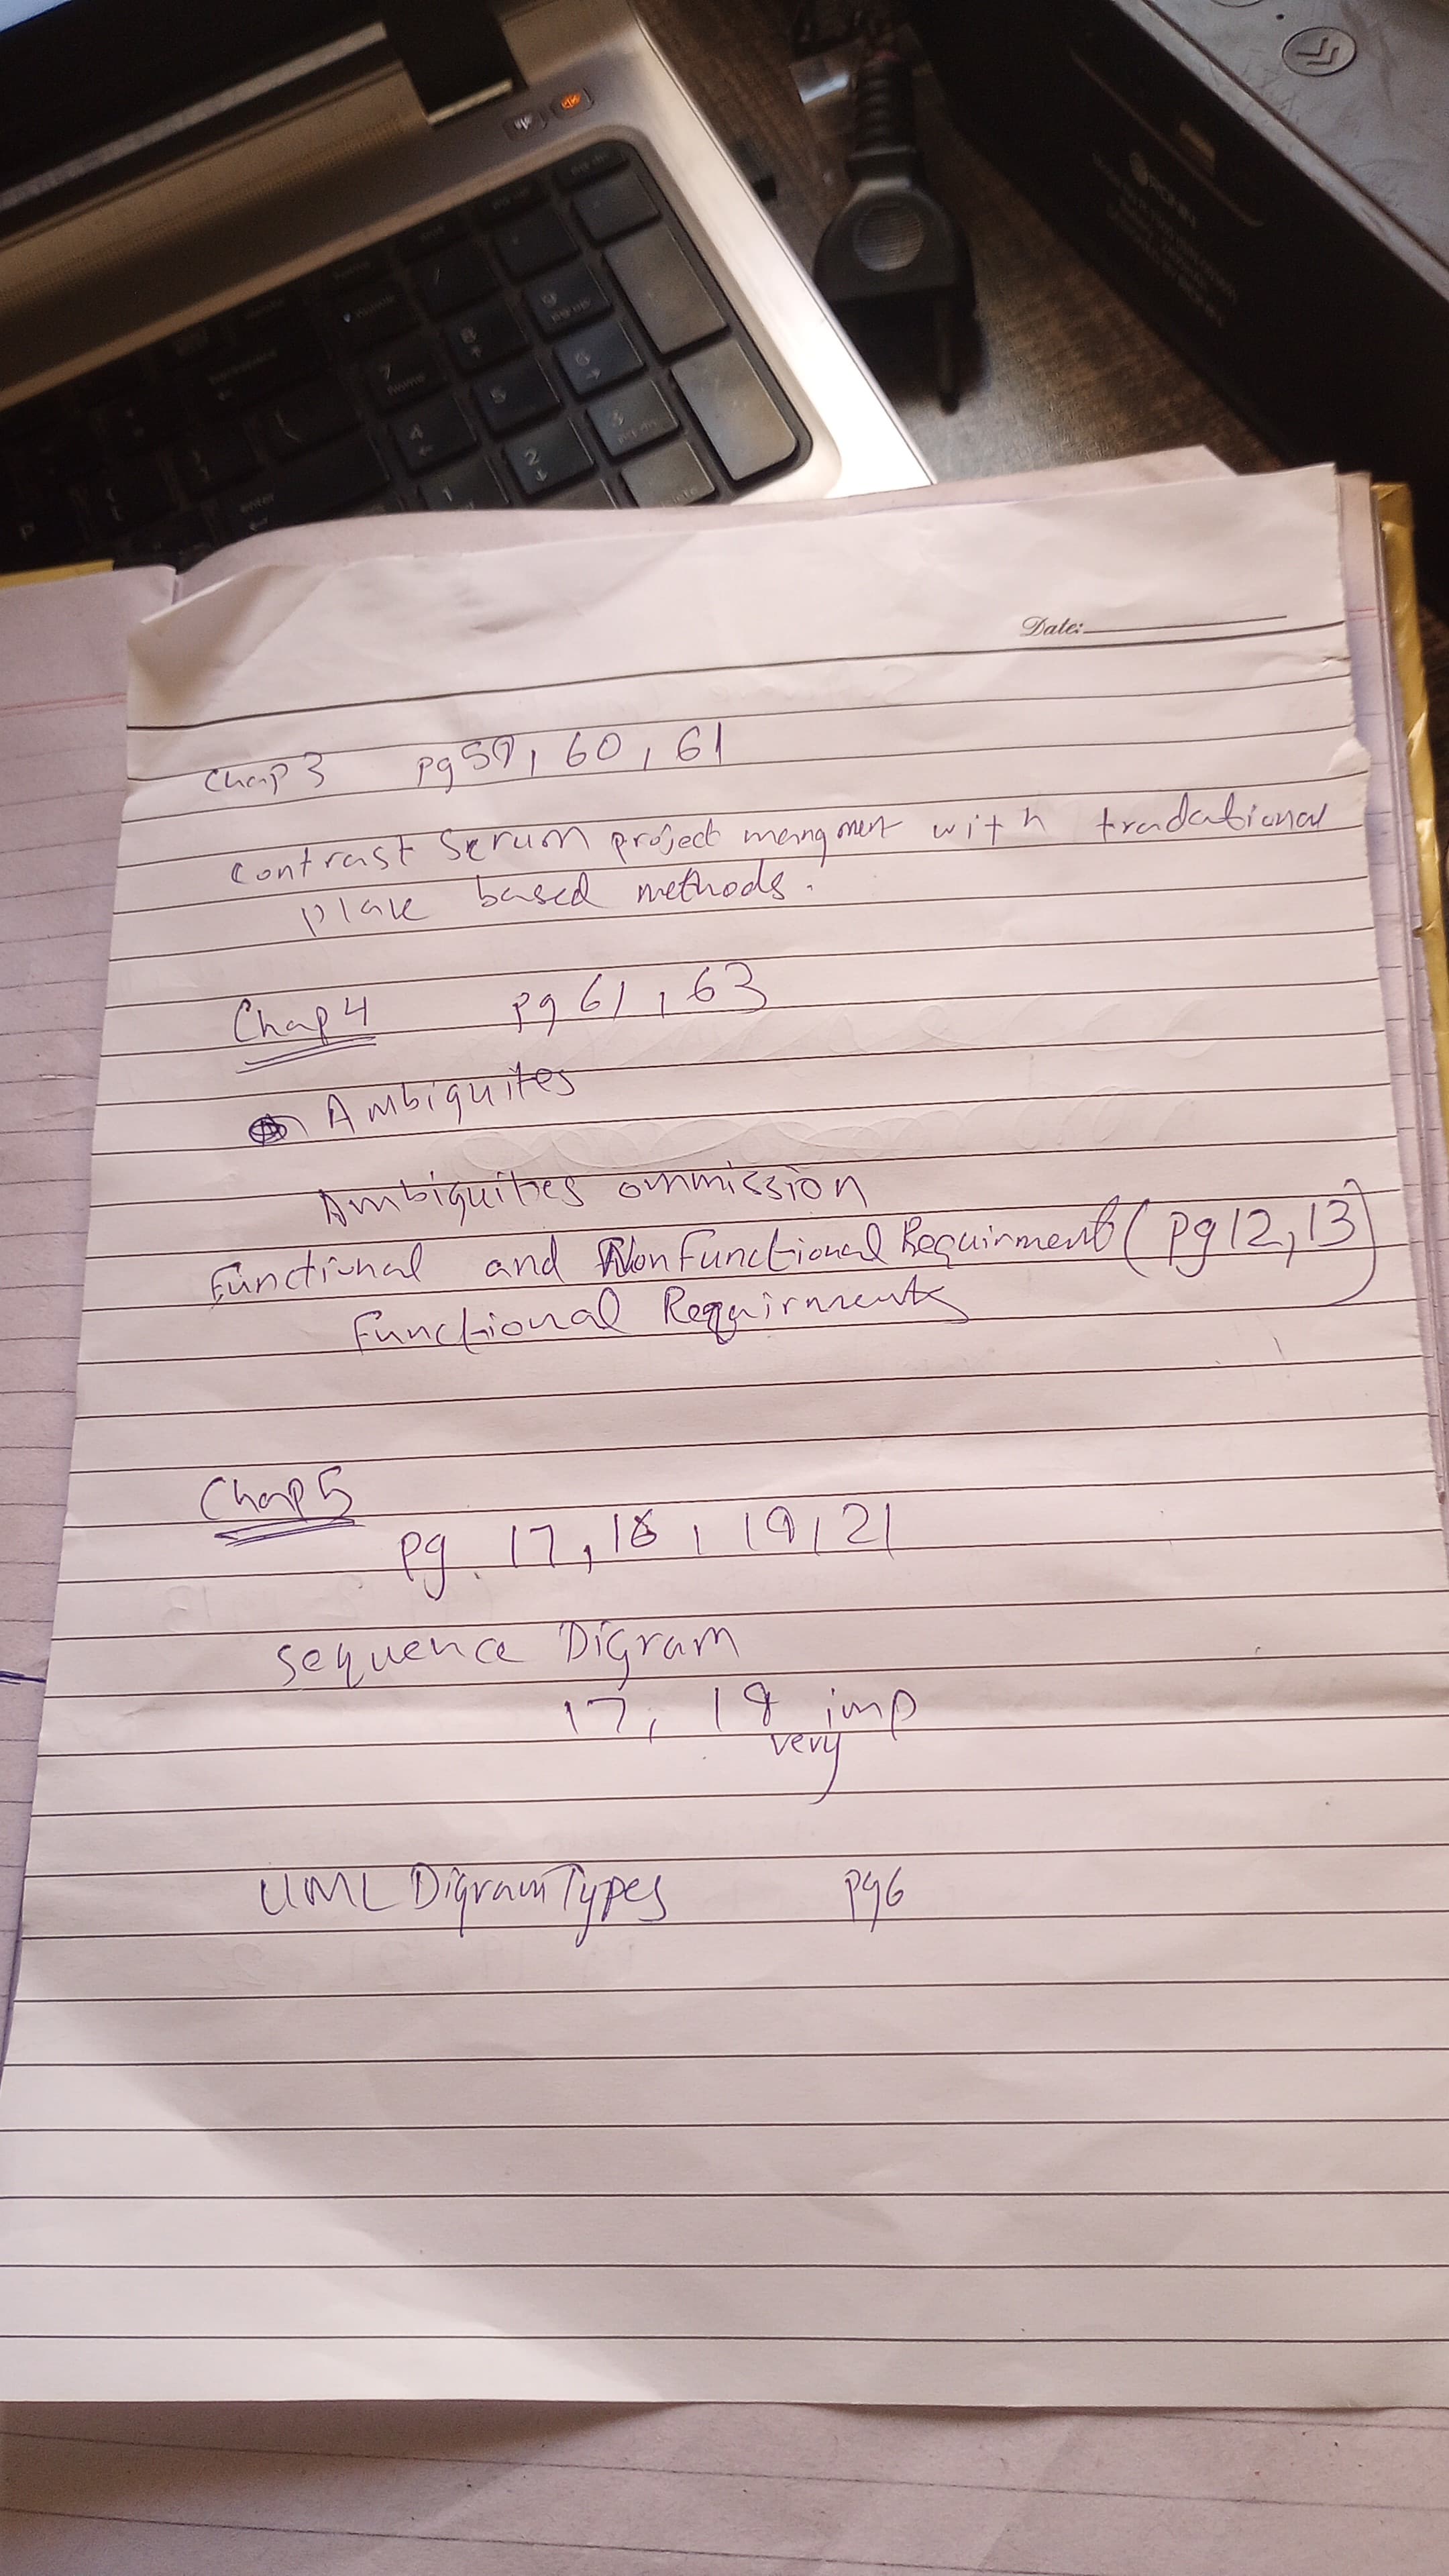 Date:
Chap 3 pg 59, 60, 61
Contrast Scrum project mangment with tradational
plane based methods.
Chap 4 pg 61, 63
Ambiquites
Ambiquities ommission
Functional and Non Functional Requirment (pg 12, 13)
Functional Requirments
Chap 5
pg 17, 18, 19, 21
Sequence Digram
17, 18 imp
very
UML Digram Types pg 6